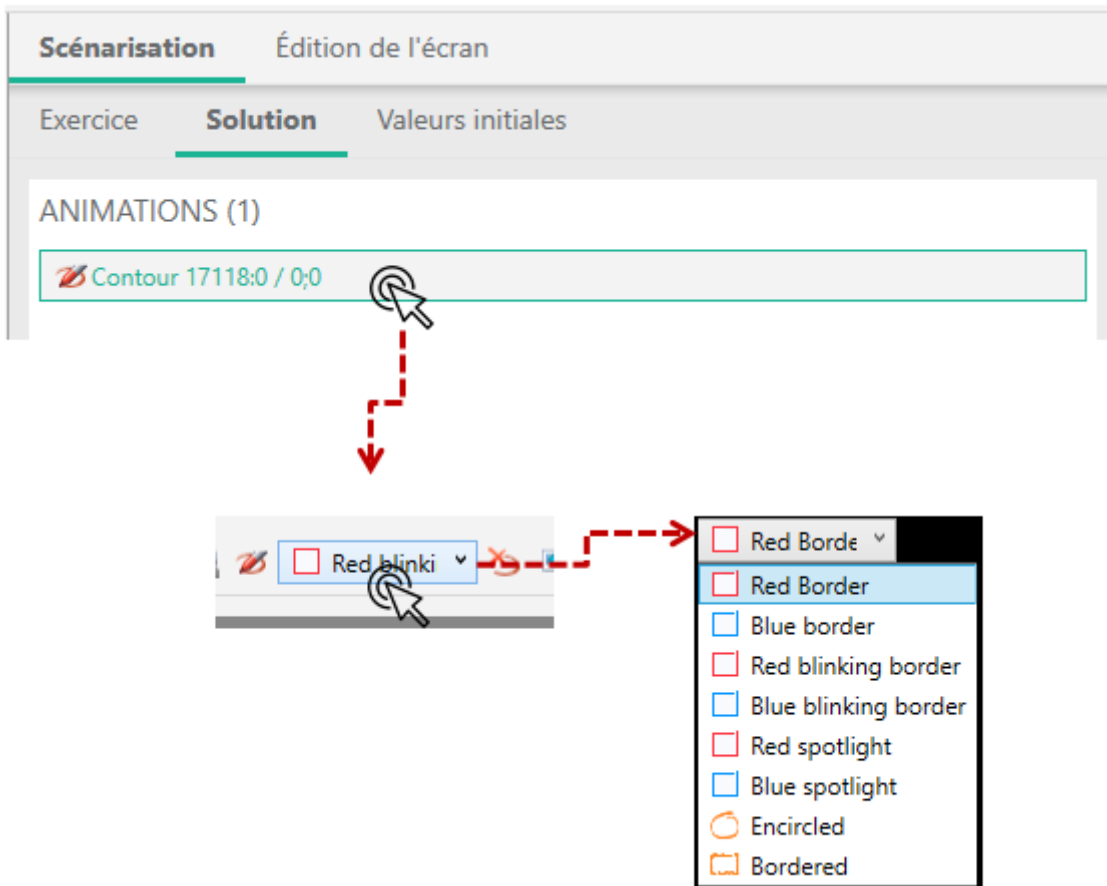 Scénarisation Édition de l'écran
Exercice Solution Valeurs initiales
ANIMATIONS (1)
Contour 17118:0 / 0;0
Red blinki
Red Borde
Red Border
Blue border
Red blinking border
Blue blinking border
Red spotlight
Blue spotlight
Encircled
Bordered